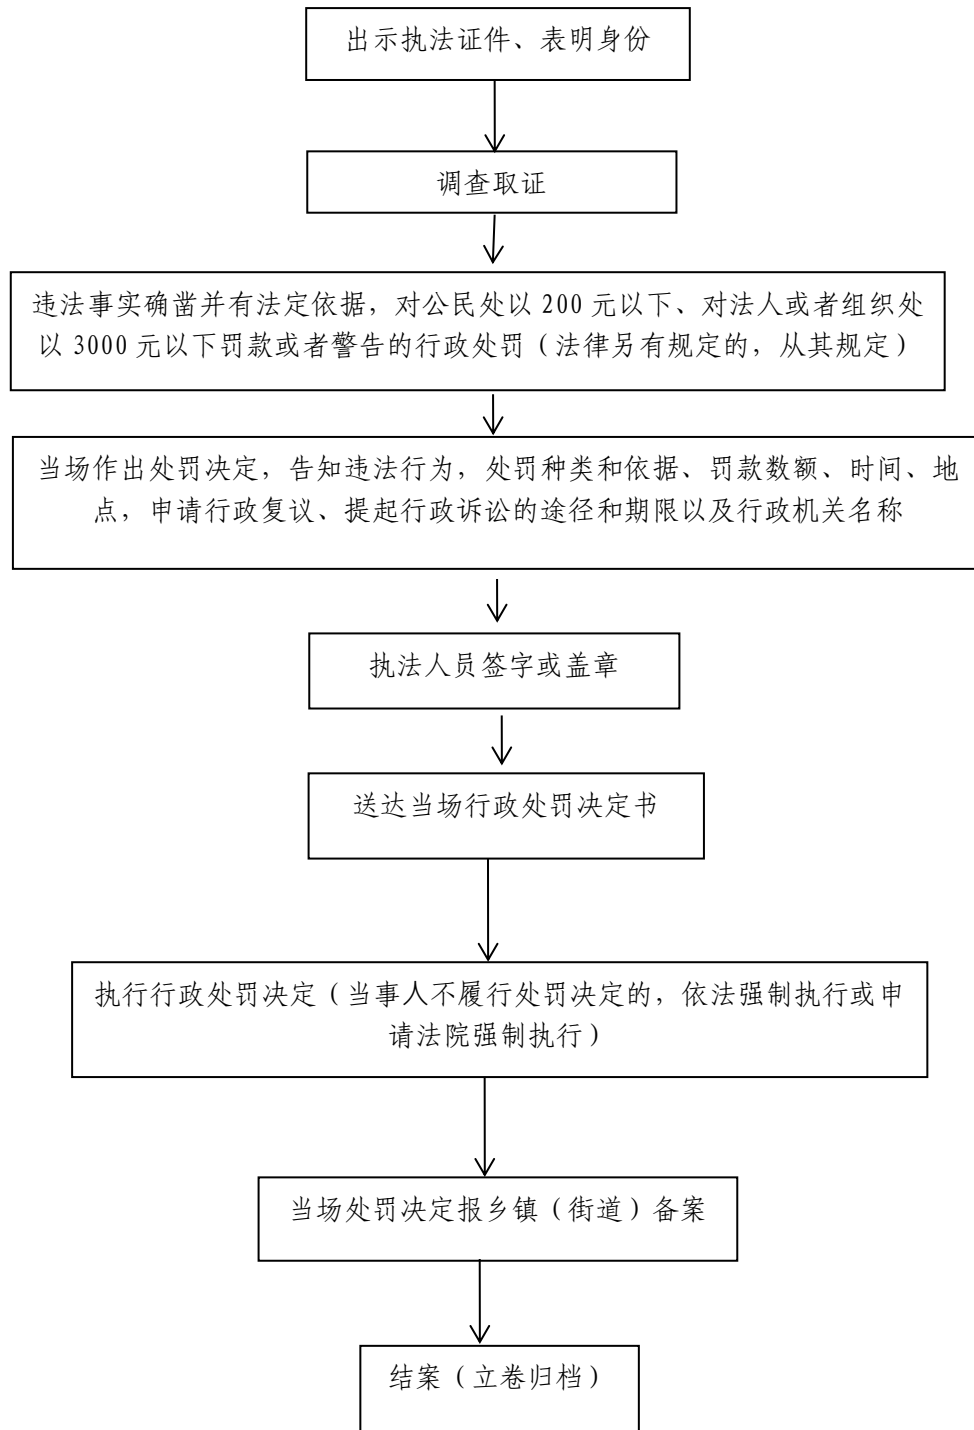 出示执法证件、表明身份
调查取证
违法事实确凿并有法定依据，对公民处以 200 元以下、对法人或者组织处
以 3000 元以下罚款或者警告的行政处罚（法律另有规定的，从其规定）
当场作出处罚决定，告知违法行为，处罚种类和依据、罚款数额、时间、地
点，申请行政复议、提起行政诉讼的途径和期限以及行政机关名称
执法人员签字或盖章
送达当场行政处罚决定书
执行行政处罚决定（当事人不履行处罚决定的，依法强制执行或申
请法院强制执行）
当场处罚决定报乡镇（街道）备案
结案（立卷归档）